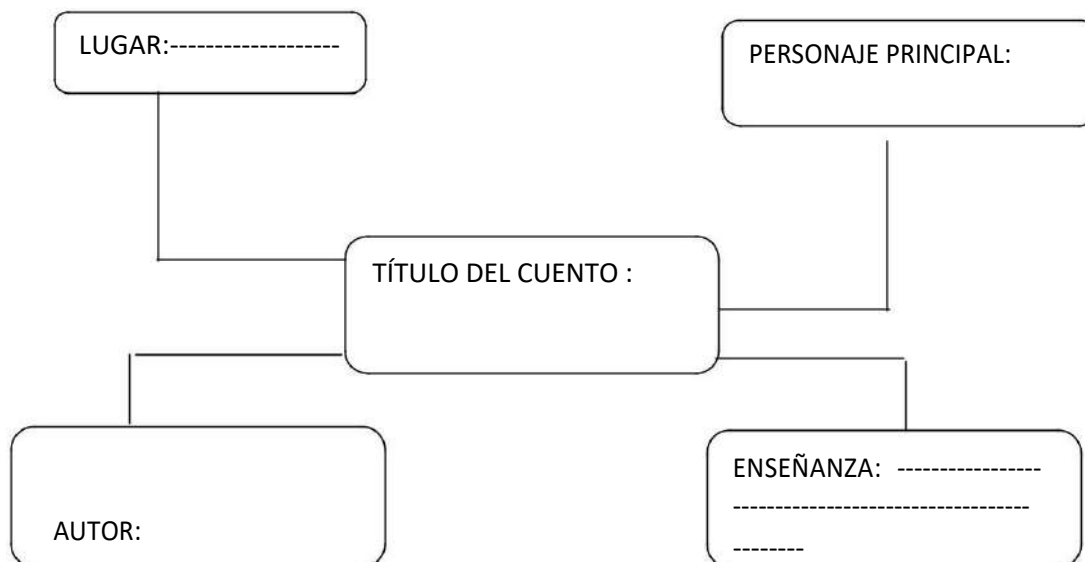 LUGAR:-------------------
PERSONAJE PRINCIPAL:
TÍTULO DEL CUENTO :
AUTOR:
ENSEÑANZA: -----------------
-----------------------------------
--------